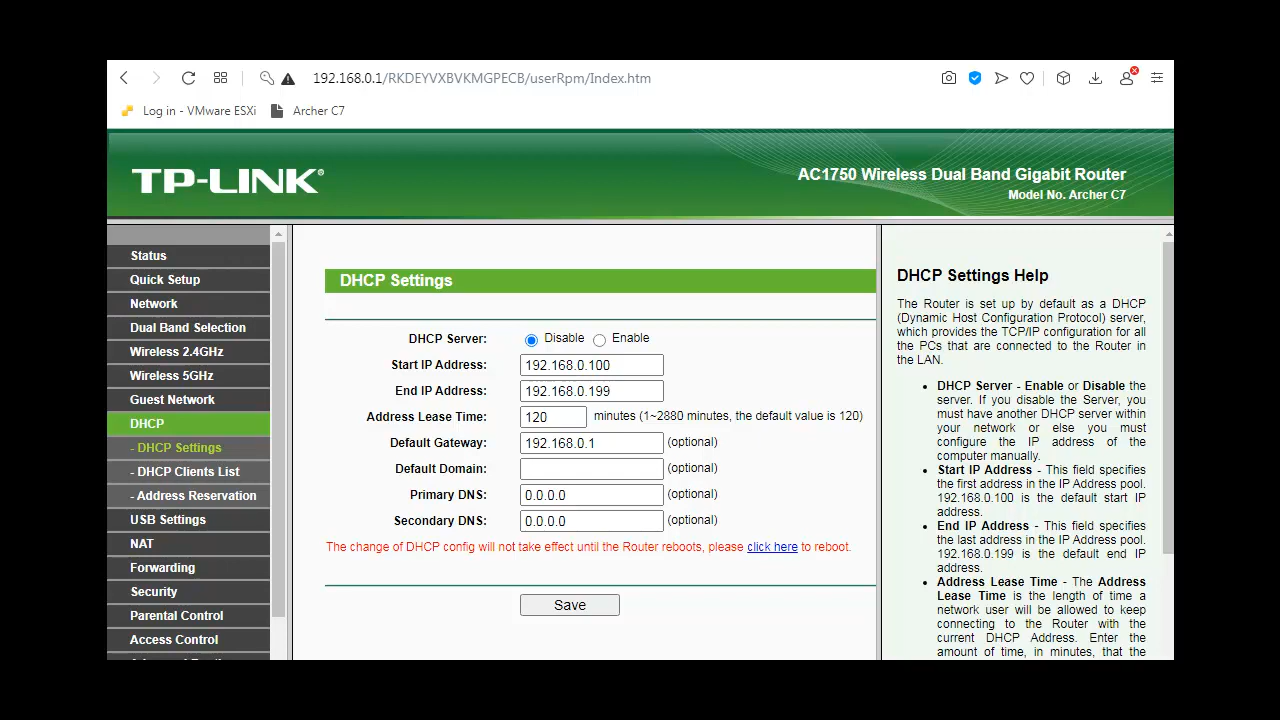 192.168.0.1/RKDEYVXBVKMGPECB/userRpm/Index.htm
Log in - VMware ESXi Archer C7
TP-LINK®
AC1750 Wireless Dual Band Gigabit Router
Model No. Archer C7
Status
Quick Setup
Network
Dual Band Selection
Wireless 2.4GHz
Wireless 5GHz
Guest Network
DHCP
- DHCP Settings
- DHCP Clients List
- Address Reservation
USB Settings
NAT
Forwarding
Security
Parental Control
Access Control
DHCP Settings
DHCP Server: Disable Enable
Start IP Address: 192.168.0.100
End IP Address: 192.168.0.199
Address Lease Time: 120 minutes (1~2880 minutes, the default value is 120)
Default Gateway: 192.168.0.1 (optional)
Default Domain: (optional)
Primary DNS: 0.0.0.0 (optional)
Secondary DNS: 0.0.0.0 (optional)
The change of DHCP config will not take effect until the Router reboots, please click here to reboot.
Save
DHCP Settings Help
The Router is set up by default as a DHCP
(Dynamic Host Configuration Protocol) server,
which provides the TCP/IP configuration for all
the PCs that are connected to the Router in
the LAN.
• DHCP Server - Enable or Disable the
server. If you disable the Server, you
must have another DHCP server within
your network or else you must
configure the IP address of the
computer manually.
• Start IP Address - This field specifies
the first address in the IP Address pool.
192.168.0.100 is the default start IP
address.
• End IP Address - This field specifies
the last address in the IP Address pool.
192.168.0.199 is the default end IP
address.
• Address Lease Time - The Address
Lease Time is the length of time a
network user will be allowed to keep
connecting to the Router with the
current DHCP Address. Enter the
amount of time, in minutes, that the